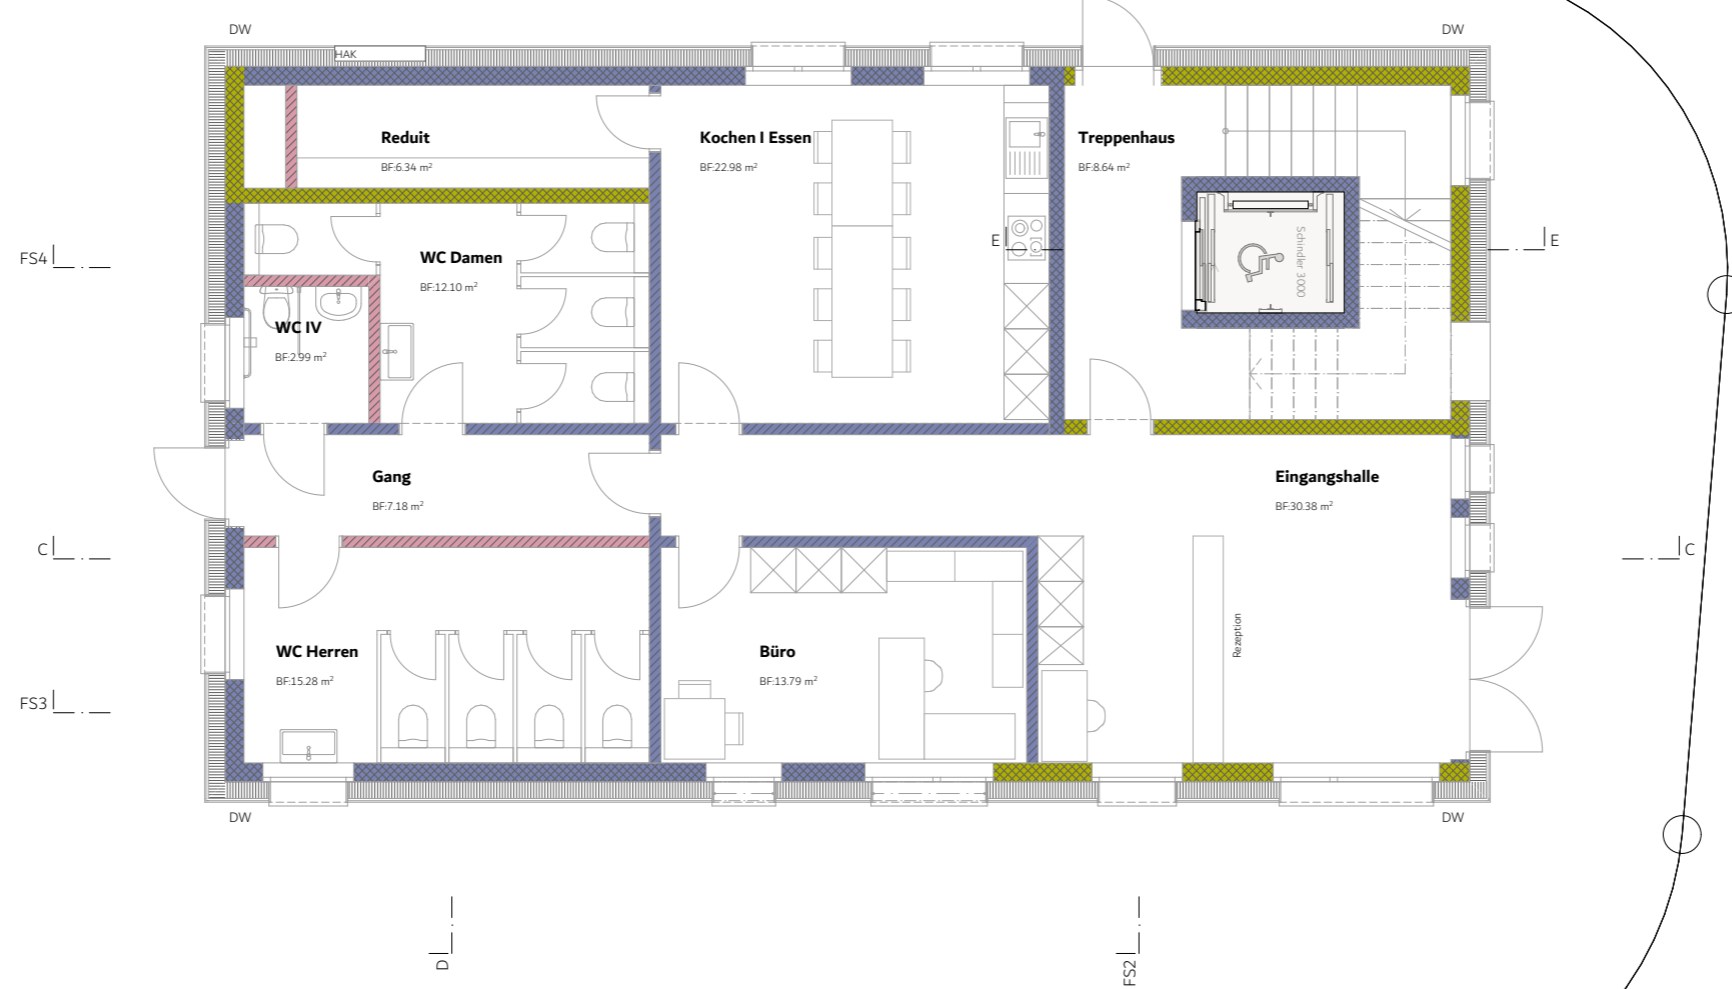 DW
DW
HAK
Reduit
BF:6.34 m²
Kochen I Essen
BF:22.98 m²
Treppenhaus
BF:8.64 m²
FS4
WC Damen
BF:12.10 m²
E
Schindler 3000
E
WC IV
BF:2.99 m²
Gang
BF:7.18 m²
Eingangshalle
BF:30.38 m²
C
C
WC Herren
BF:15.28 m²
Büro
BF:13.79 m²
Rezeption
FS3
DW
DW
D
FS2